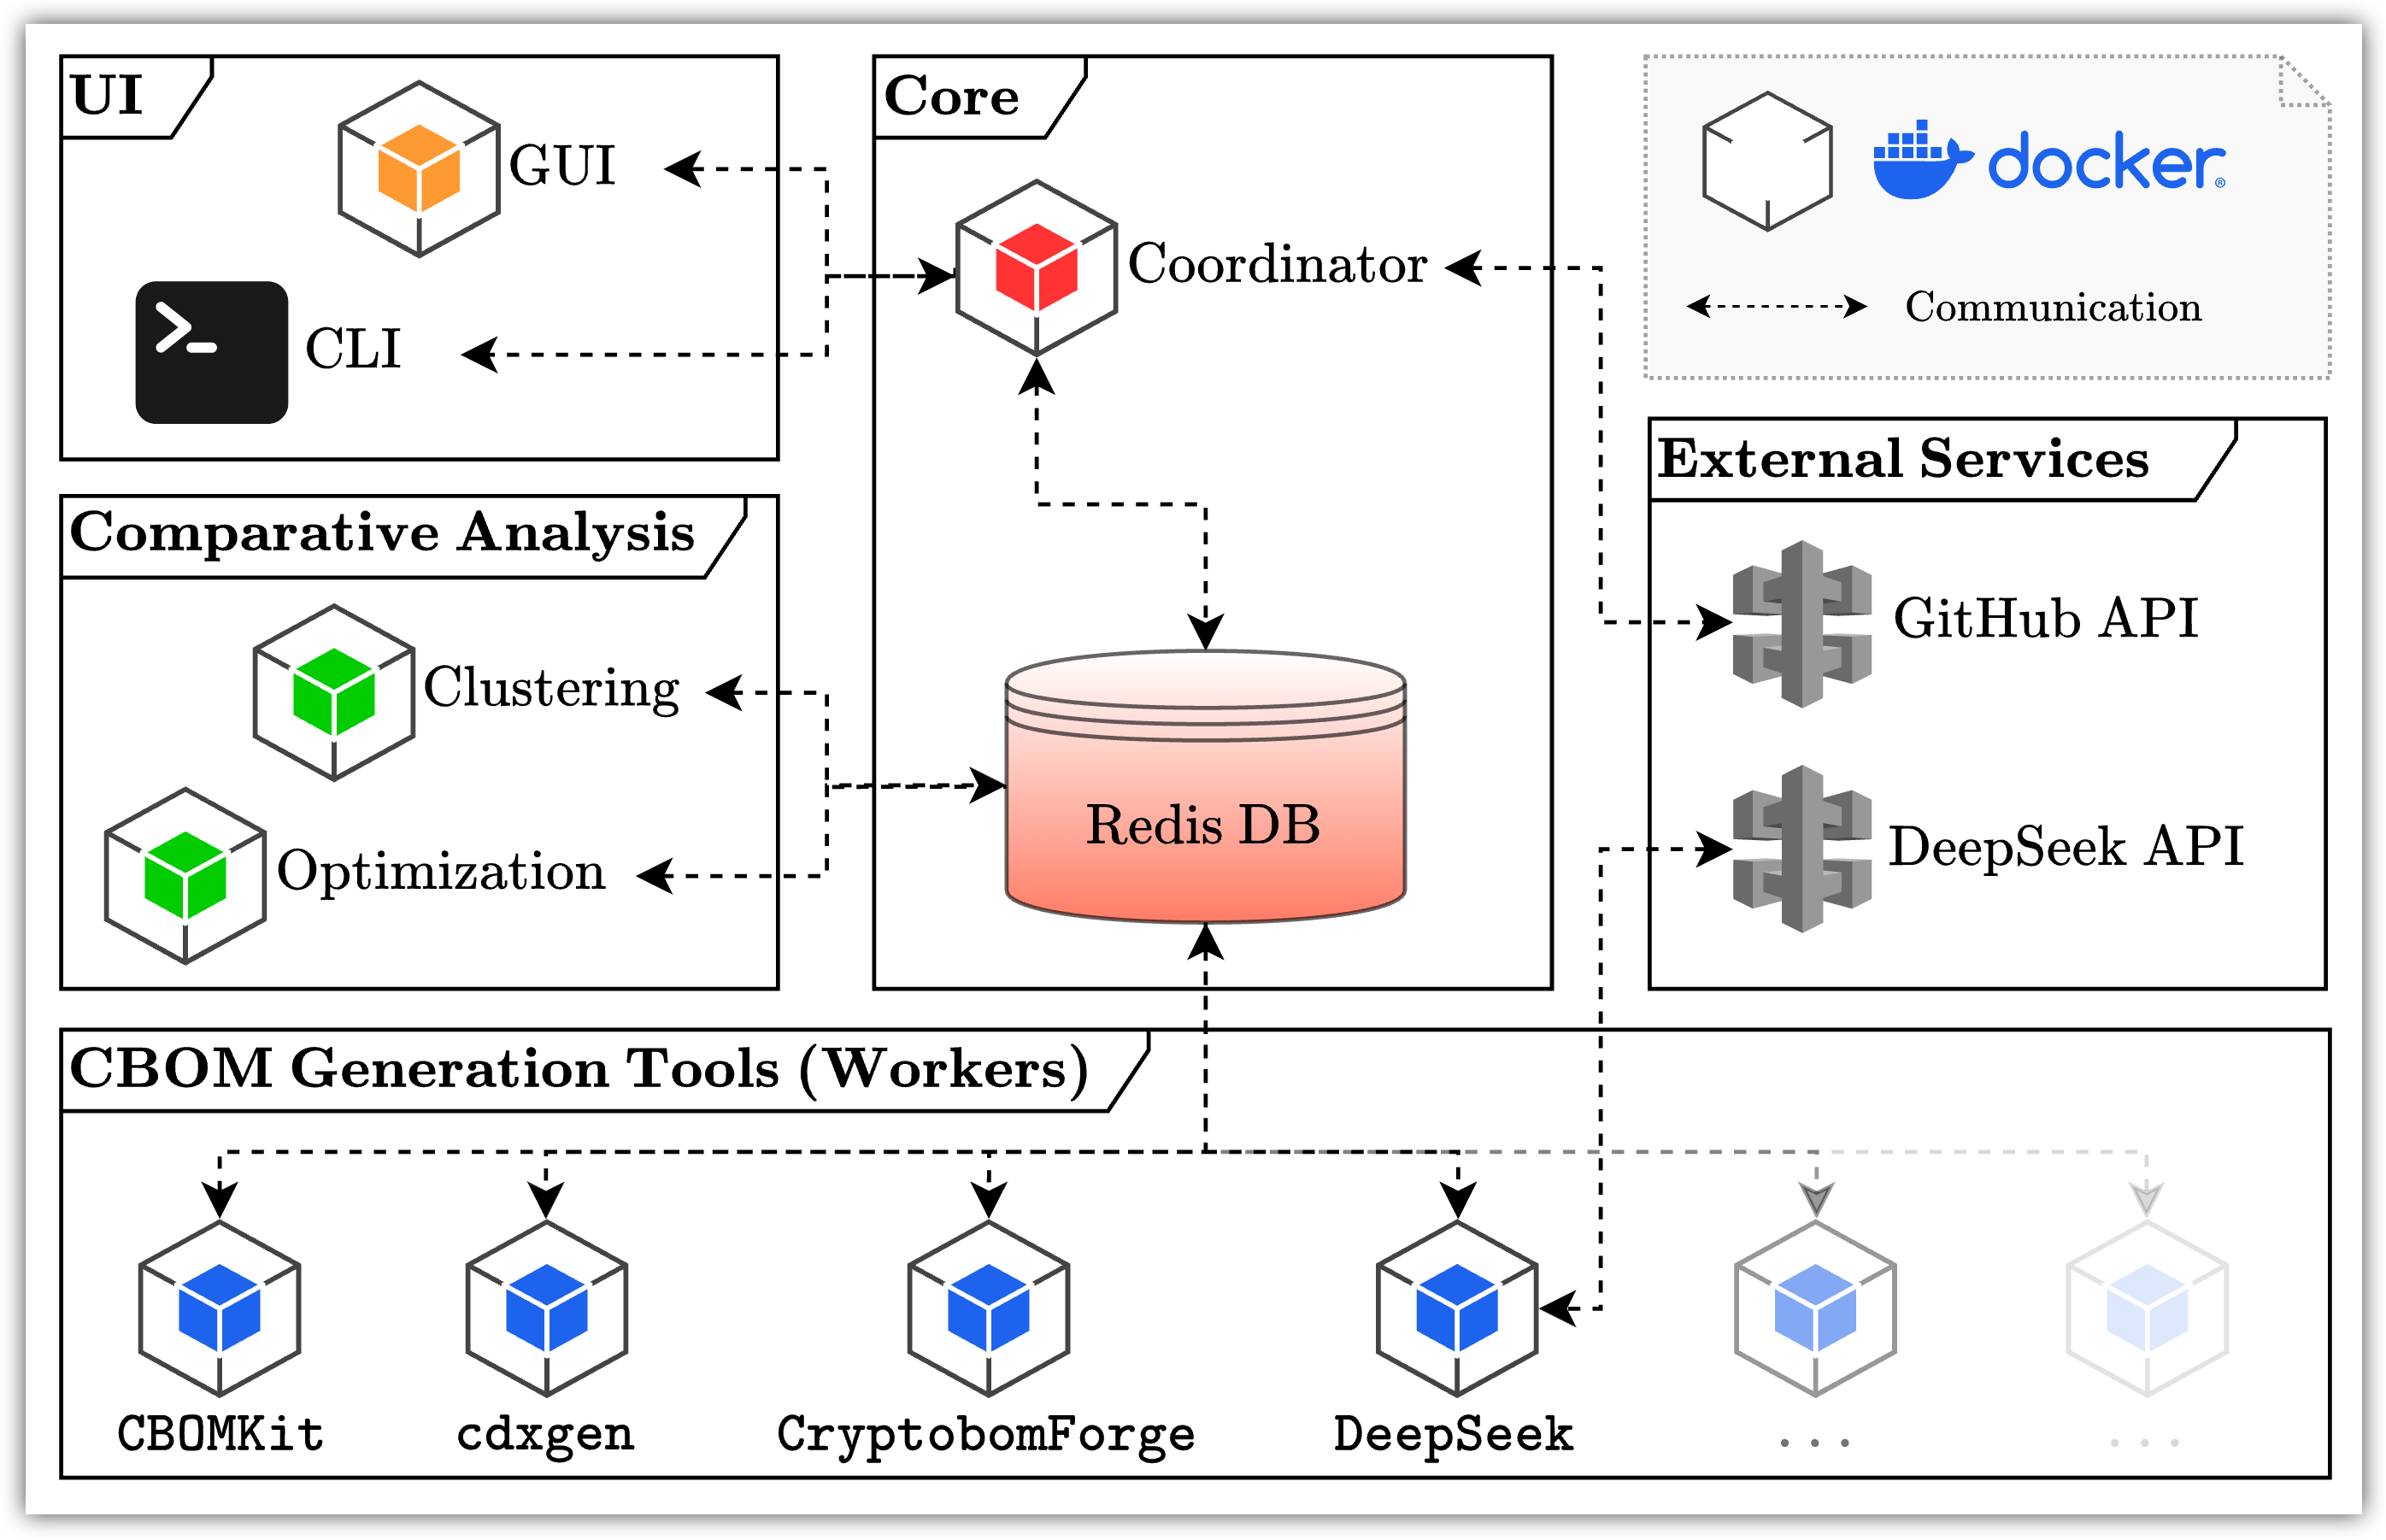 UI
GUI
CLI
Core
Coordinator
Redis DB
docker®
Communication
External Services
GitHub API
DeepSeek API
Comparative Analysis
Clustering
Optimization
CBOM Generation Tools (Workers)
CBOMKit
cdxgen
CryptobomForge
DeepSeek
...
...